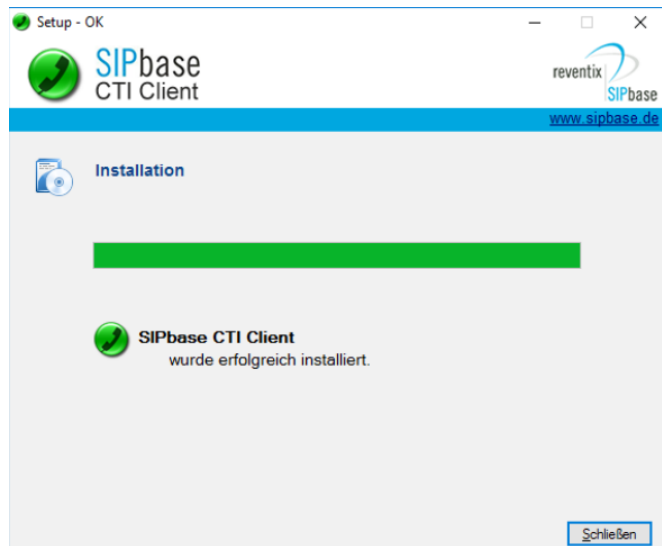 Setup - OK
SIPbase
CTI Client
reventix
SIPbase
www.sipbase.de
Installation
SIPbase CTI Client
wurde erfolgreich installiert.
Schließen